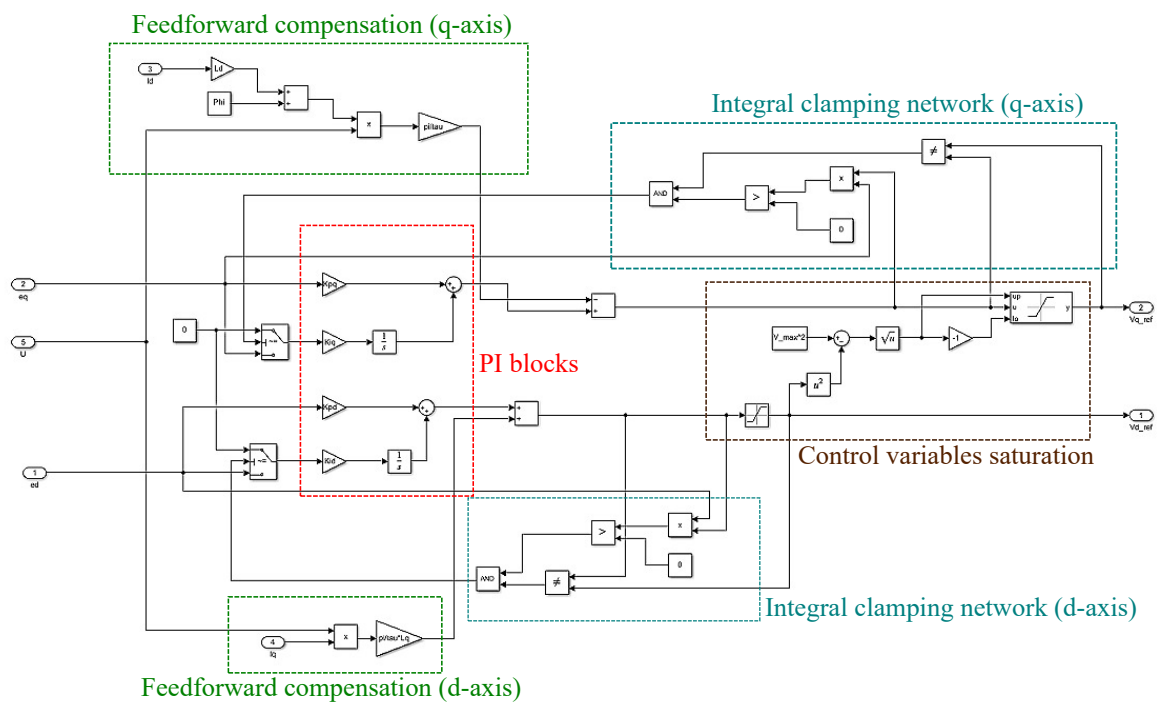 Feedforward compensation (q-axis)
3
Id
Ld
Phi
+
+
x
pi/tau
Integral clamping network (q-axis)
≠
AND
>
x
0
2
eq
Kpq
+
+
−
+
5
U
0
~=
Kiq
1
s
PI blocks
up
u
lo
y
2
Vq_ref
V_max^2
+
−
√u
-1
u²
Kpd
+
+
+
+
1
Vd_ref
Control variables saturation
~=
Kid
1
s
1
ed
>
x
0
AND
≠
Integral clamping network (d-axis)
4
Iq
x
pi/tau*Lq
Feedforward compensation (d-axis)